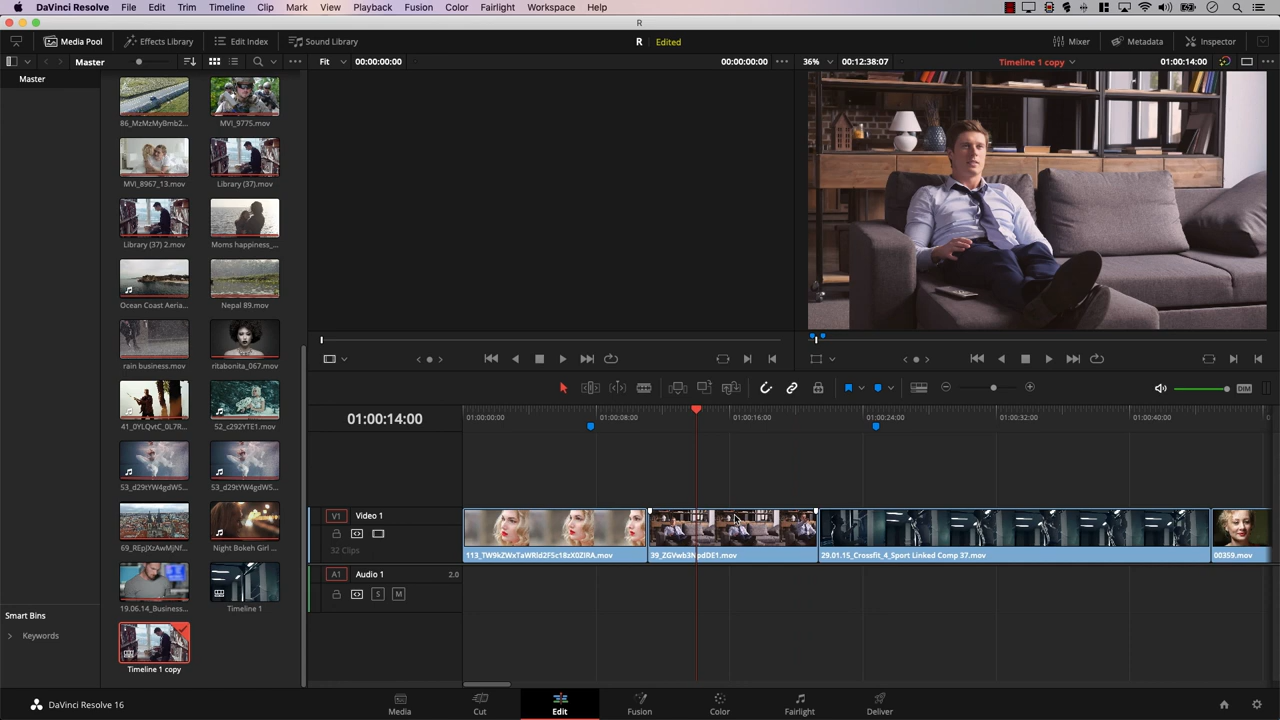 DaVinci Resolve File Edit Trim Timeline Clip Mark View Playback Fusion Color Fairlight Workspace Help
R
Media Pool Effects Library Edit Index Sound Library R Edited Mixer Metadata Inspector
Master Fit 00:00:00:00 00:00:00:00 36% 00:12:38:07 Timeline 1 copy 01:00:14:00
Master
86_MzMzMyBmb2... MVI_9775.mov
MVI_8967_13.mov Library (37).mov
Library (37) 2.mov Moms happiness_...
Ocean Coast Aeria... Nepal 89.mov
rain business.mov ritabonita_067.mov
41_0YLQvtC_0L7R... 52_c292YTE1.mov
53_d29tYW4gdW5... 53_d29tYW4gdW5...
69_REpJXzAwMjNf... Night Bokeh Girl ...
19.06.14_Business... Timeline 1
Timeline 1 copy
Smart Bins
Keywords
DIM
01:00:14:00
01:00:00:00 01:00:08:00 01:00:16:00 01:00:24:00 01:00:32:00 01:00:40:00
V1 Video 1
32 Clips
113_TW9kZWxTaWRld2F5c18zX0ZIRA.mov 39_ZGVwb3NpdDE1.mov 29.01.15_Crossfit_4_Sport Linked Comp 37.mov 00359.mov
A1 Audio 1 2.0
S M
DaVinci Resolve 16 Media Cut Edit Fusion Color Fairlight Deliver